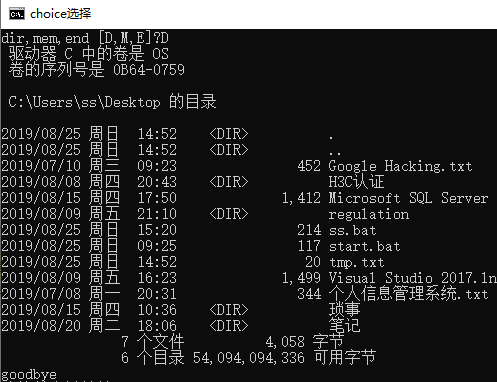 choice选择
dir,mem,end [D,M,E]?D
驱动器 C 中的卷是 OS
卷的序列号是 0B64-0759
C:\Users\ss\Desktop 的目录
2019/08/25 周日 14:52 <DIR> .
2019/08/25 周日 14:52 <DIR> ..
2019/07/10 周三 09:23 452 Google Hacking.txt
2019/08/08 周四 20:43 <DIR> H3C认证
2019/08/15 周四 17:50 1,412 Microsoft SQL Server
2019/08/09 周五 21:10 <DIR> regulation
2019/08/25 周日 15:20 214 ss.bat
2019/08/25 周日 09:25 117 start.bat
2019/08/25 周日 14:52 20 tmp.txt
2019/08/09 周五 16:23 1,499 Visual Studio 2017.ln
2019/07/08 周一 20:31 344 个人信息管理系统.txt
2019/08/15 周四 10:36 <DIR> 琐事
2019/08/20 周二 18:06 <DIR> 笔记
7 个文件 4,058 字节
6 个目录 54,094,094,336 可用字节
goodbye